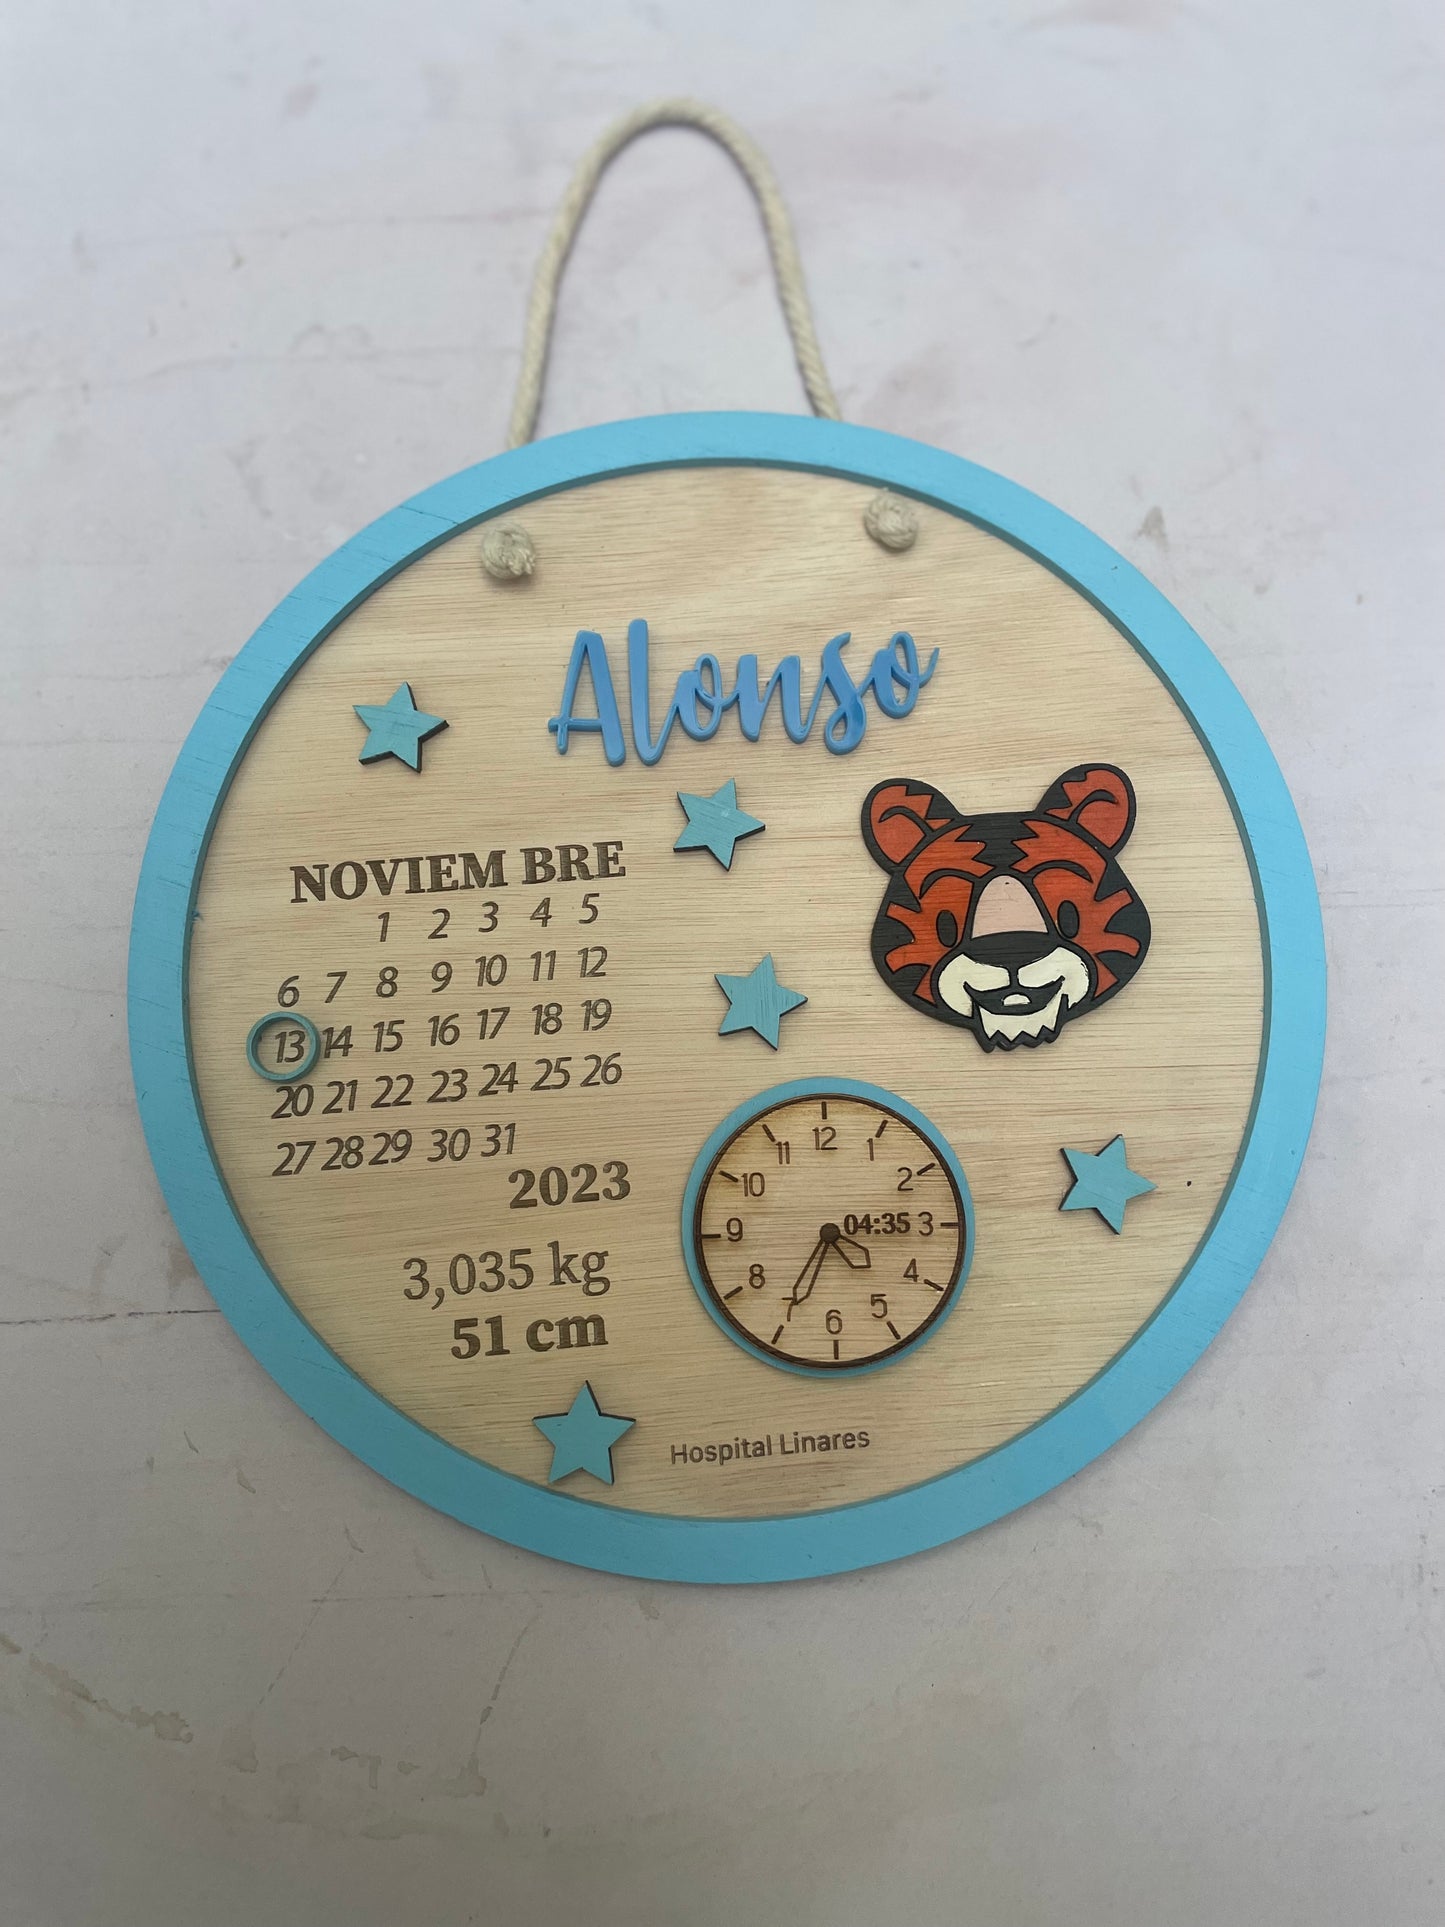 Alonso
NOVIEM BRE
1 2 3 4 5
6 7 8 9 10 11 12
13 14 15 16 17 18 19
20 21 22 23 24 25 26
27 28 29 30 31
2023
3,035 kg
51 cm
12
11 1
10 2
9 04:35 3
8 4
7 5
6
Hospital Linares